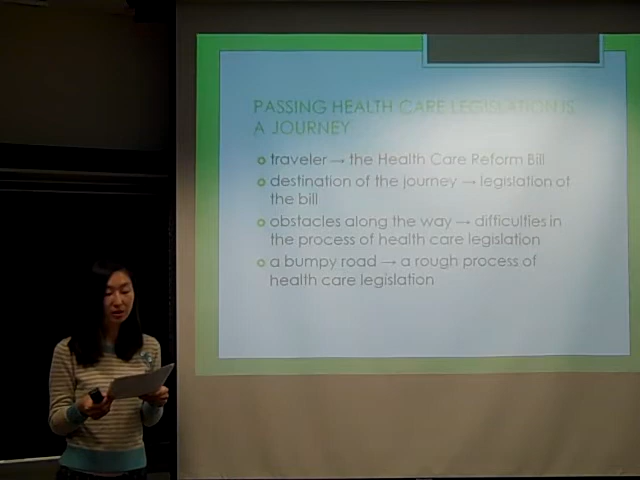 PASSING HEALTH CARE LEGISLATION IS
A JOURNEY
traveler → the Health Care Reform Bill
destination of the journey → legislation of
the bill
obstacles along the way → difficulties in
the process of health care legislation
a bumpy road → a rough process of
health care legislation